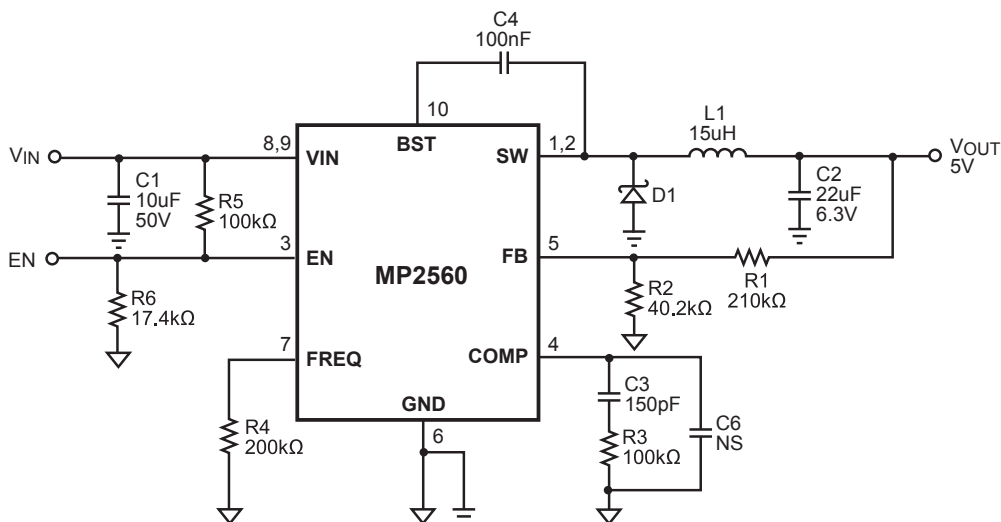 C4
100nF
10
8,9
VIN
BST
SW
1,2
L1
15uH
VIN
VOUT
5V
C1
10uF
50V
R5
100kΩ
D1
C2
22uF
6.3V
EN
3
EN
MP2560
FB
5
R1
210kΩ
R6
17.4kΩ
R2
40.2kΩ
7
FREQ
COMP
4
R4
200kΩ
GND
6
C3
150pF
R3
100kΩ
C6
NS